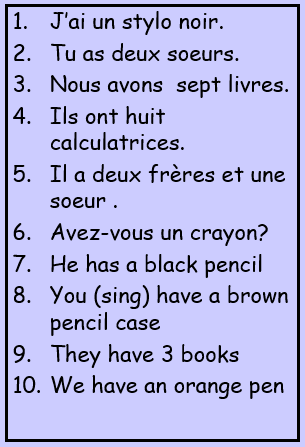 1. J'ai un stylo noir.
2. Tu as deux soeurs.
3. Nous avons sept livres.
4. Ils ont huit
calculatrices.
5. Il a deux frères et une
soeur .
6. Avez-vous un crayon?
7. He has a black pencil
8. You (sing) have a brown
pencil case
9. They have 3 books
10. We have an orange pen